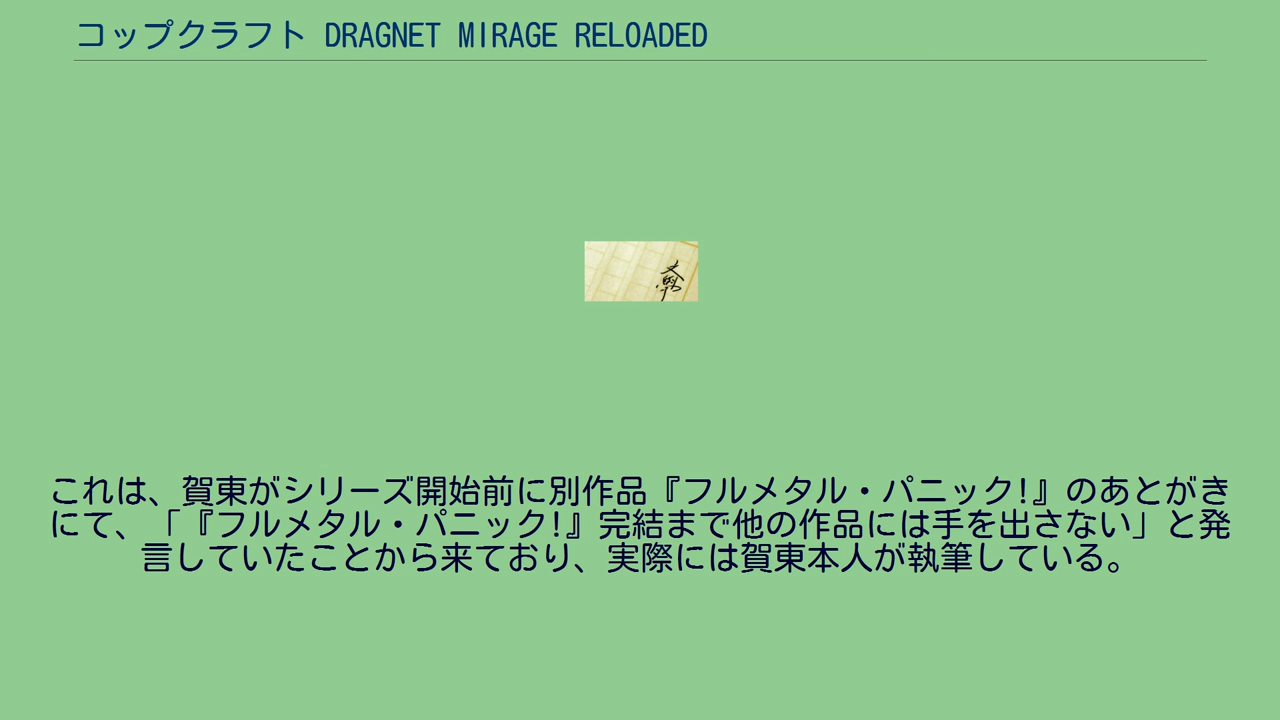 コップクラフト DRAGNET MIRAGE RELOADED
これは、賀東がシリーズ開始前に別作品『フルメタル・パニック!』のあとがき
にて、「『フルメタル・パニック!』完結まで他の作品には手を出さない」と発
言していたことから来ており、実際には賀東本人が執筆している。